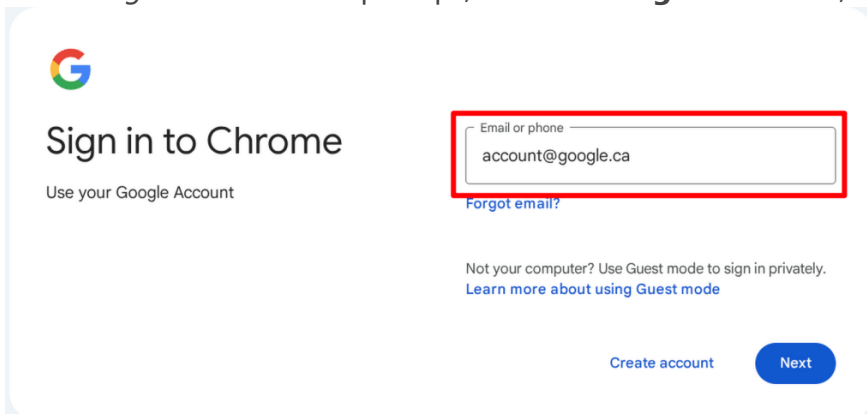 Sign in to Chrome
Use your Google Account
Email or phone
account@google.ca
Forgot email?
Not your computer? Use Guest mode to sign in privately.
Learn more about using Guest mode
Create account
Next